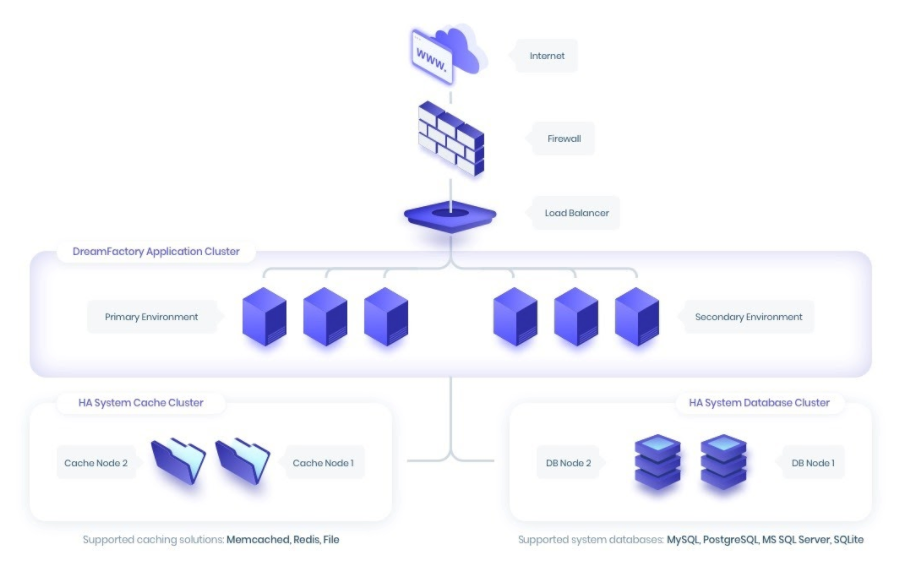 www.
Internet
Firewall
Load Balancer
DreamFactory Application Cluster
Primary Environment
Secondary Environment
HA System Cache Cluster
HA System Database Cluster
Cache Node 2
Cache Node 1
DB Node 2
DB Node 1
Supported caching solutions: Memcached, Redis, File
Supported system databases: MySQL, PostgreSQL, MS SQL Server, SQLite